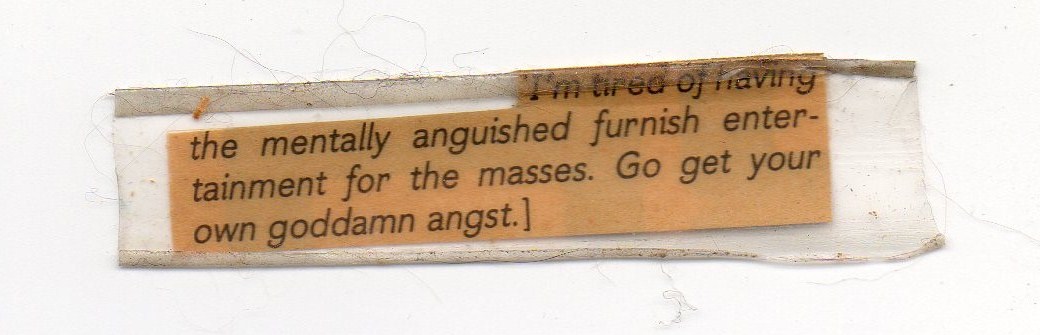 I'm tired of having
the mentally anguished furnish enter-
tainment for the masses. Go get your
own goddamn angst.]